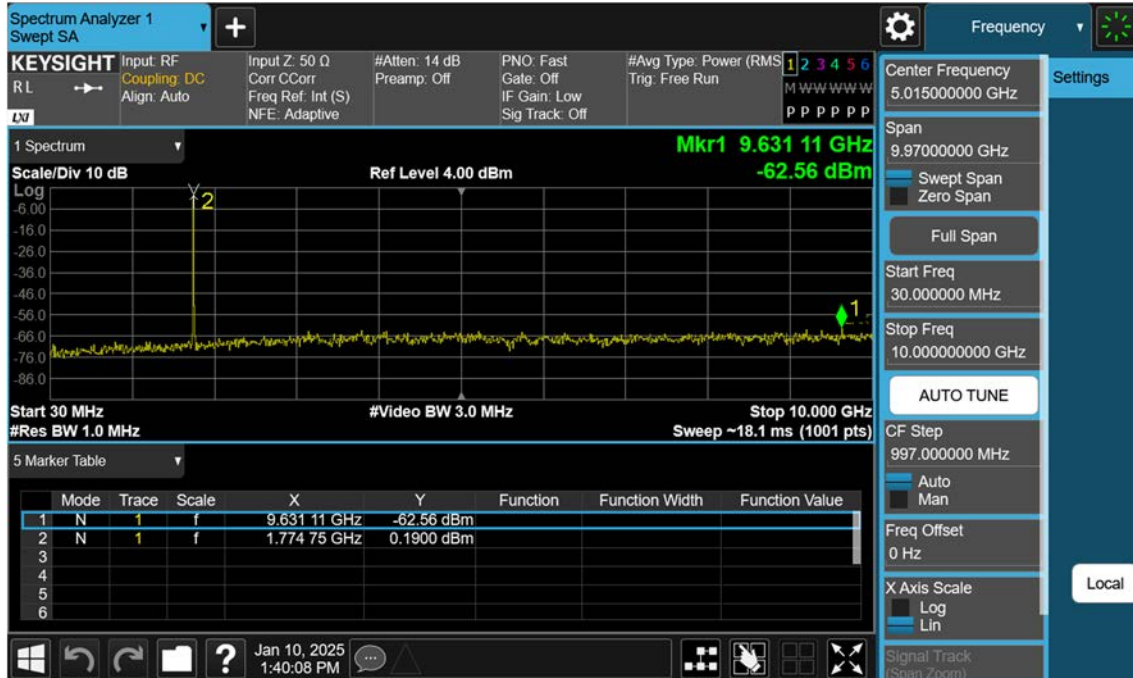 Spectrum Analyzer 1
Swept SA
Frequency
KEYSIGHT
R L
LXI
Input: RF
Coupling: DC
Align: Auto
Input Z: 50 Ω
Corr CCorr
Freq Ref: Int (S)
NFE: Adaptive
#Atten: 14 dB
Preamp: Off
PNO: Fast
Gate: Off
IF Gain: Low
Sig Track: Off
#Avg Type: Power (RMS
Trig: Free Run
1 2 3 4 5 6
M W W W W W
P P P P P P
1 Spectrum
Mkr1 9.631 11 GHz
-62.56 dBm
Scale/Div 10 dB
Ref Level 4.00 dBm
Log
-6.00
-16.0
-26.0
-36.0
-46.0
-56.0
-66.0
-76.0
-86.0
2
1
Start 30 MHz
#Video BW 3.0 MHz
Stop 10.000 GHz
#Res BW 1.0 MHz
Sweep ~18.1 ms (1001 pts)
5 Marker Table
Mode Trace Scale X Y Function Function Width Function Value
1 N 1 f 9.631 11 GHz -62.56 dBm
2 N 1 f 1.774 75 GHz 0.1900 dBm
3
4
5
6
?
Jan 10, 2025
1:40:08 PM
Center Frequency
5.015000000 GHz
Span
9.97000000 GHz
Swept Span
Zero Span
Full Span
Start Freq
30.000000 MHz
Stop Freq
10.000000000 GHz
AUTO TUNE
CF Step
997.000000 MHz
Auto
Man
Freq Offset
0 Hz
X Axis Scale
Log
Lin
Signal Track
(Span Zoom)
Settings
Local